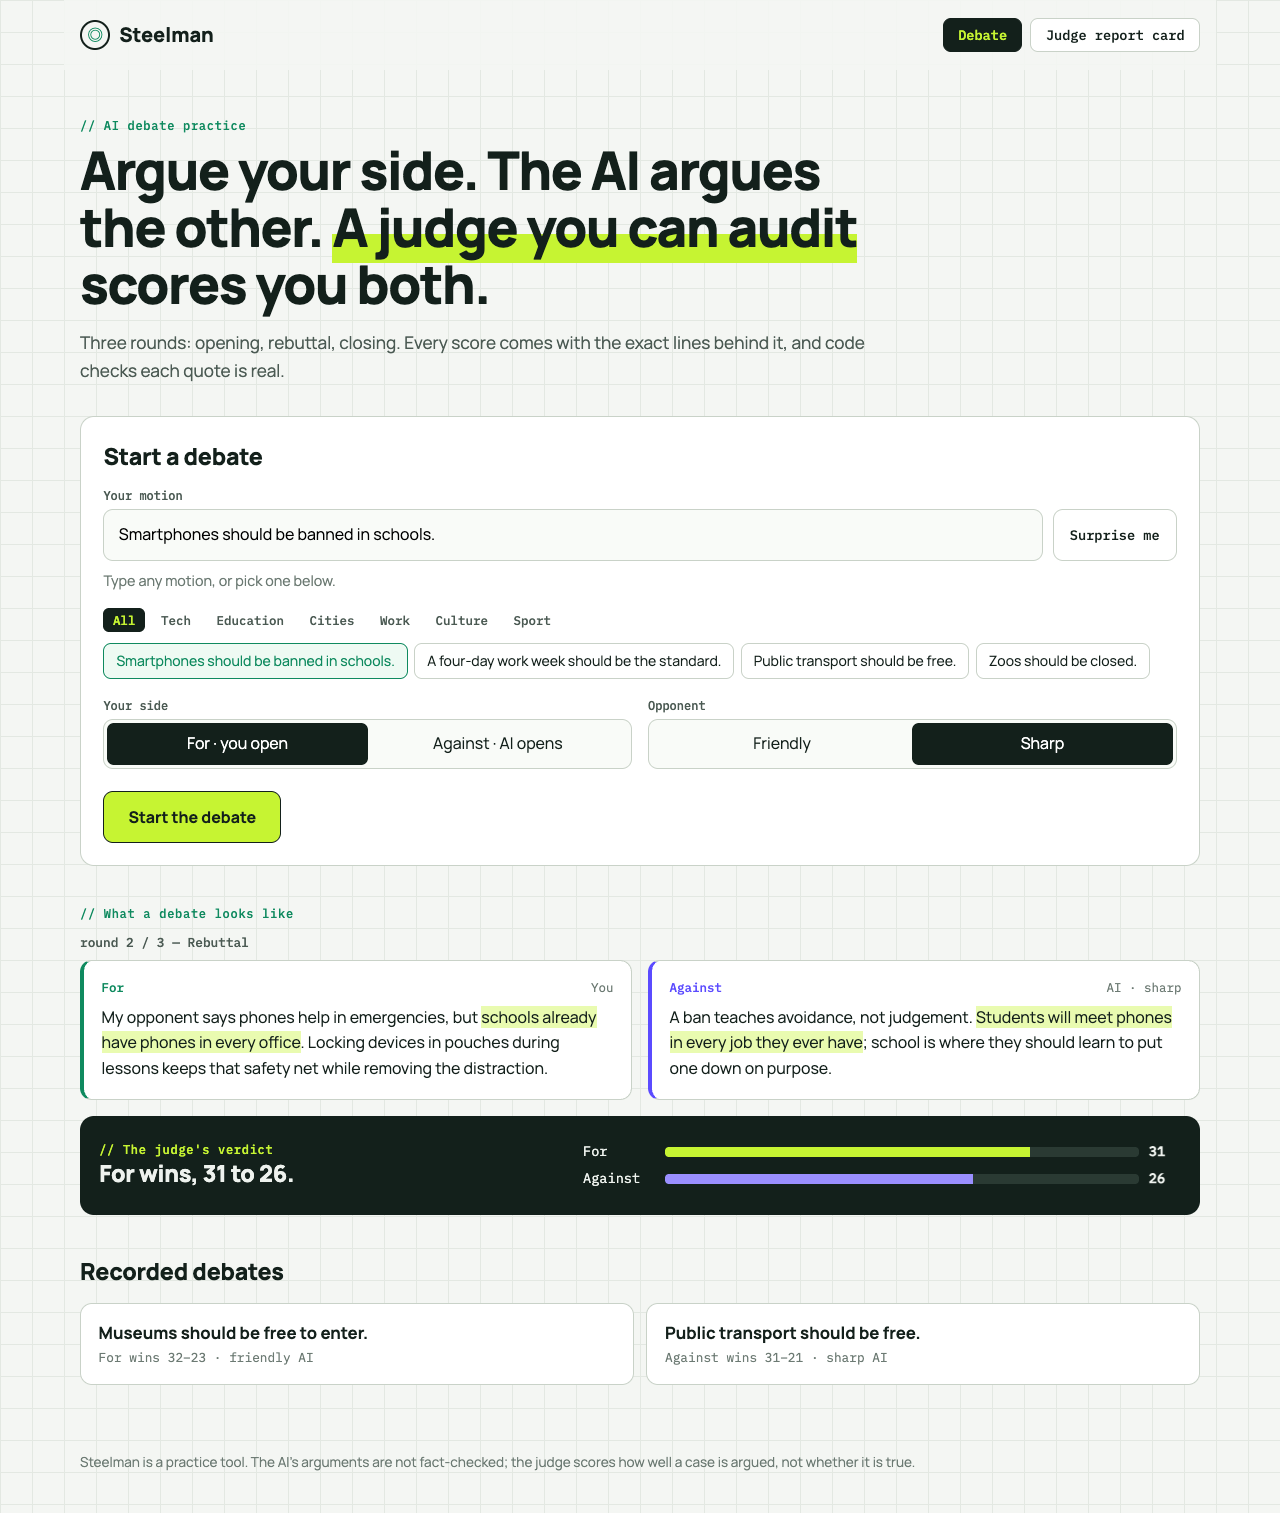 Steelman
Debate
Judge report card
// AI debate practice
Argue your side. The AI argues
the other. A judge you can audit
scores you both.
Three rounds: opening, rebuttal, closing. Every score comes with the exact lines behind it, and code
checks each quote is real.
Start a debate
Your motion
Smartphones should be banned in schools.
Surprise me
Type any motion, or pick one below.
All Tech Education Cities Work Culture Sport
Smartphones should be banned in schools.
A four-day work week should be the standard.
Public transport should be free.
Zoos should be closed.
Your side
For · you open
Against · AI opens
Opponent
Friendly
Sharp
Start the debate
// What a debate looks like
round 2 / 3 — Rebuttal
For
You
My opponent says phones help in emergencies, but schools already
have phones in every office. Locking devices in pouches during
lessons keeps that safety net while removing the distraction.
Against
AI · sharp
A ban teaches avoidance, not judgement. Students will meet phones
in every job they ever have; school is where they should learn to put
one down on purpose.
// The judge's verdict
For wins, 31 to 26.
For 31
Against 26
Recorded debates
Museums should be free to enter.
For wins 32–23 · friendly AI
Public transport should be free.
Against wins 31–21 · sharp AI
Steelman is a practice tool. The AI's arguments are not fact-checked; the judge scores how well a case is argued, not whether it is true.